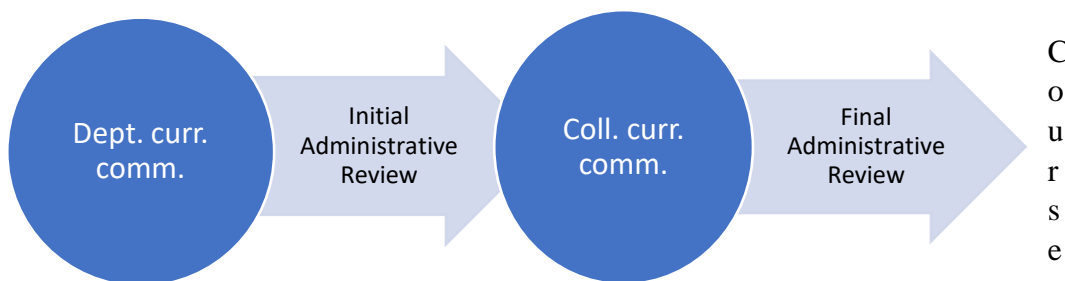 Dept. curr.
comm.
Initial
Administrative
Review
Coll. curr.
comm.
Final
Administrative
Review
C
o
u
r
s
e